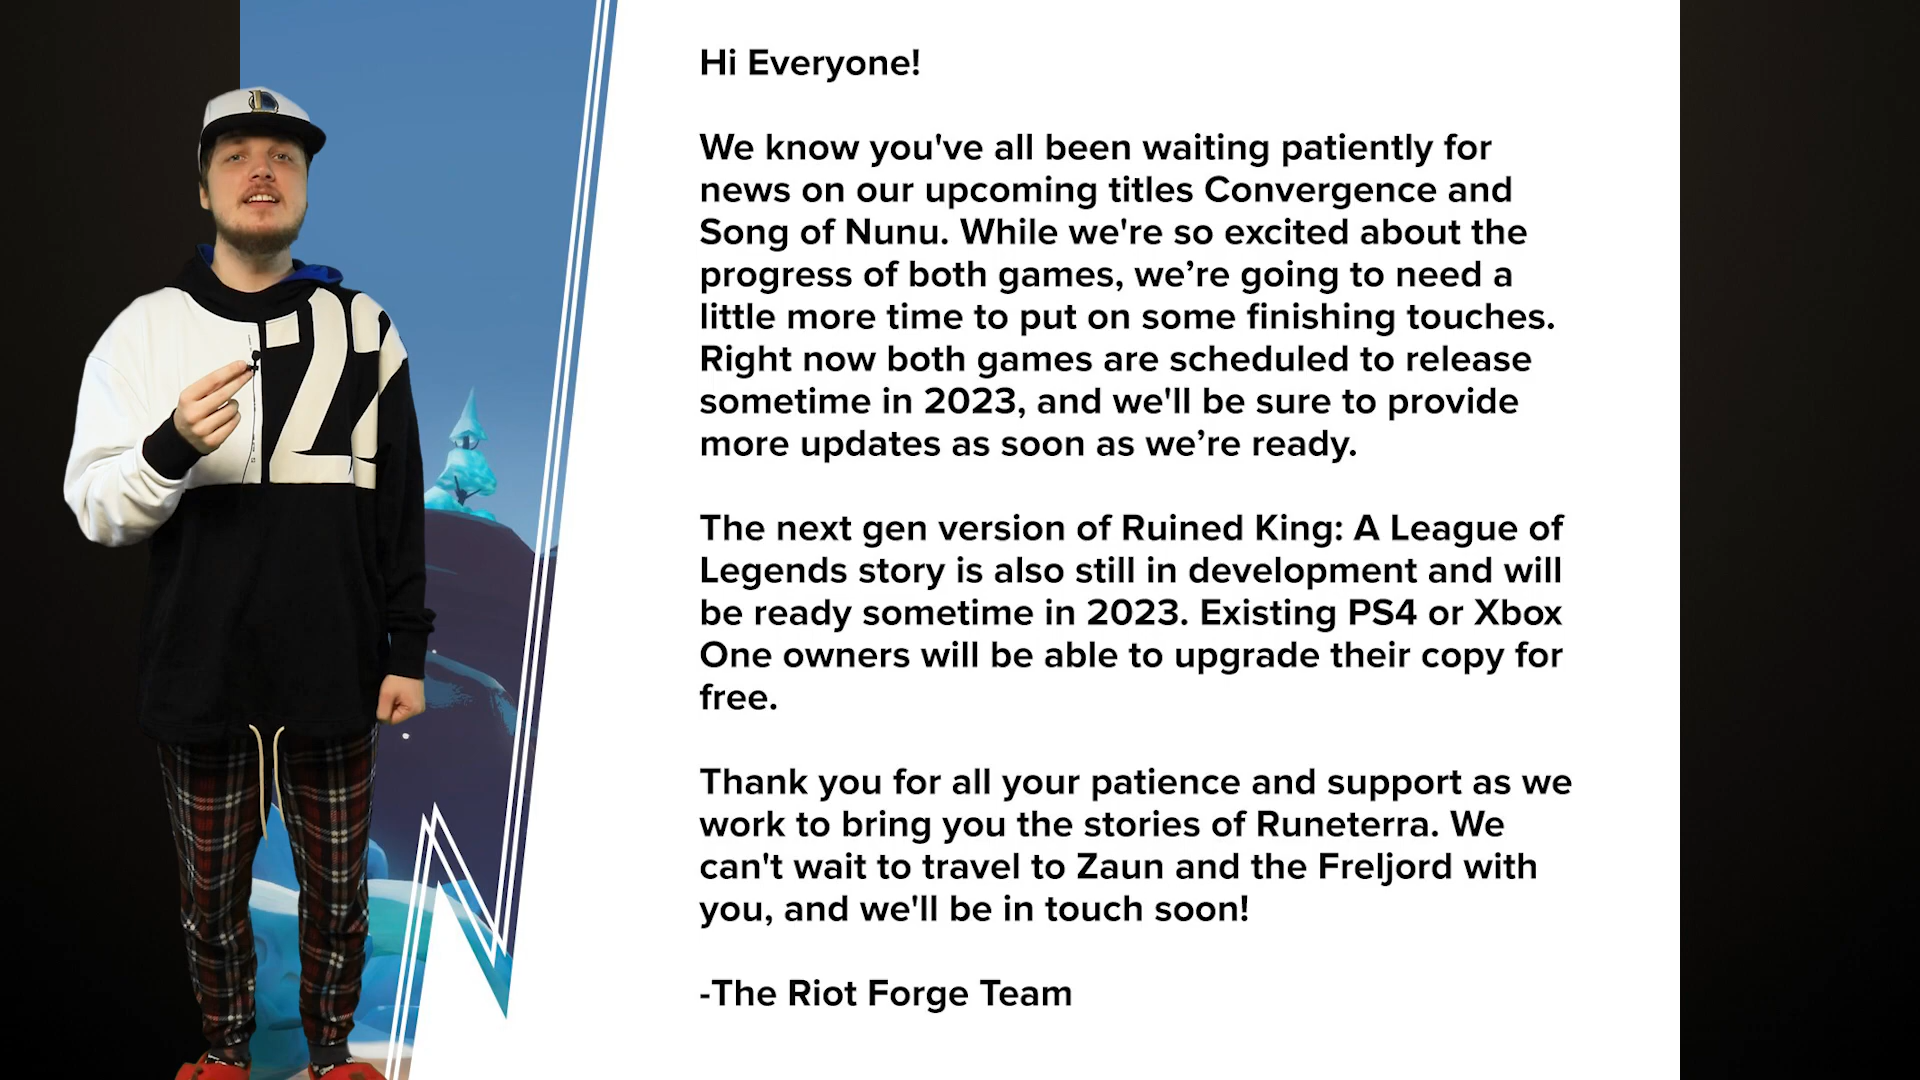 Hi Everyone!
We know you've all been waiting patiently for
news on our upcoming titles Convergence and
Song of Nunu. While we're so excited about the
progress of both games, we’re going to need a
little more time to put on some finishing touches.
Right now both games are scheduled to release
sometime in 2023, and we'll be sure to provide
more updates as soon as we’re ready.
The next gen version of Ruined King: A League of
Legends story is also still in development and will
be ready sometime in 2023. Existing PS4 or Xbox
One owners will be able to upgrade their copy for
free.
Thank you for all your patience and support as we
work to bring you the stories of Runeterra. We
can't wait to travel to Zaun and the Freljord with
you, and we'll be in touch soon!
-The Riot Forge Team